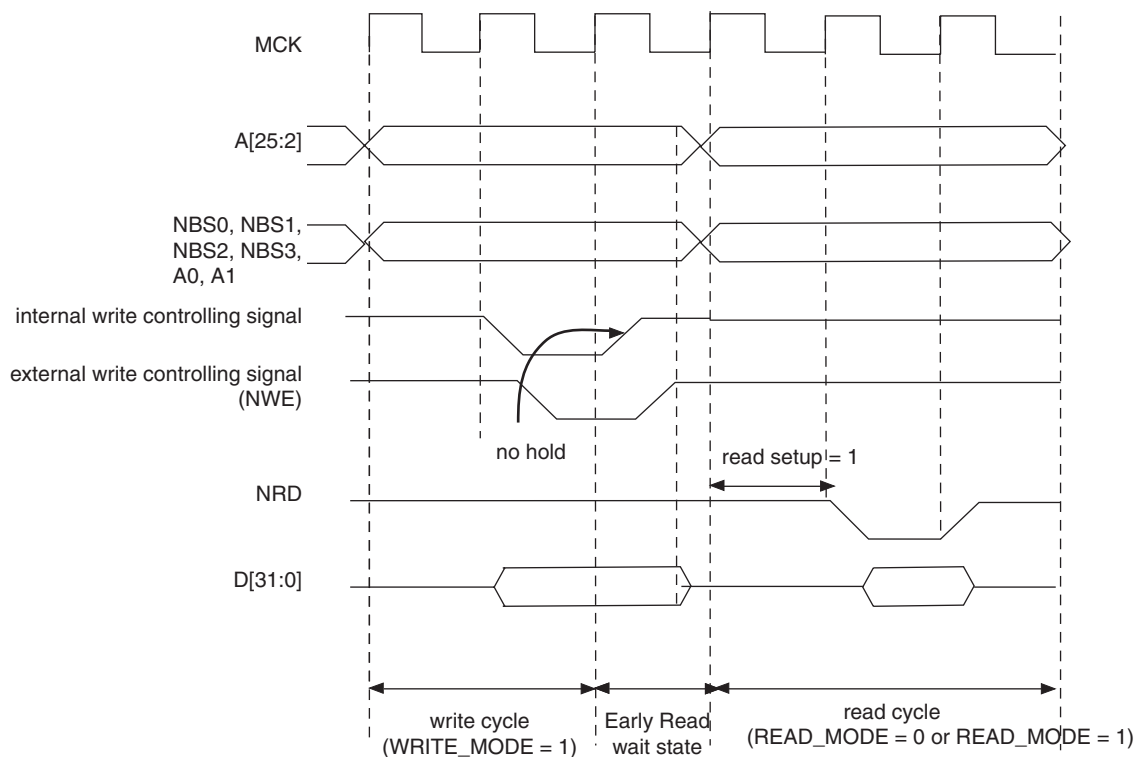 MCK
A[25:2]
NBS0, NBS1,
NBS2, NBS3,
A0, A1
internal write controlling signal
external write controlling signal
(NWE)
no hold
read setup = 1
NRD
D[31:0]
write cycle
(WRITE_MODE = 1)
Early Read
wait state
read cycle
(READ_MODE = 0 or READ_MODE = 1)